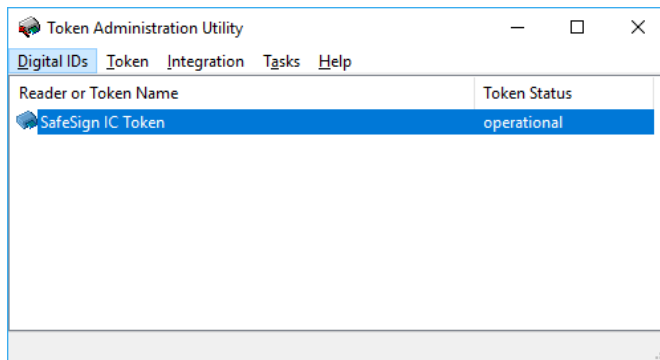 Token Administration Utility
Digital IDs Token Integration Tasks Help
Reader or Token Name Token Status
SafeSign IC Token operational